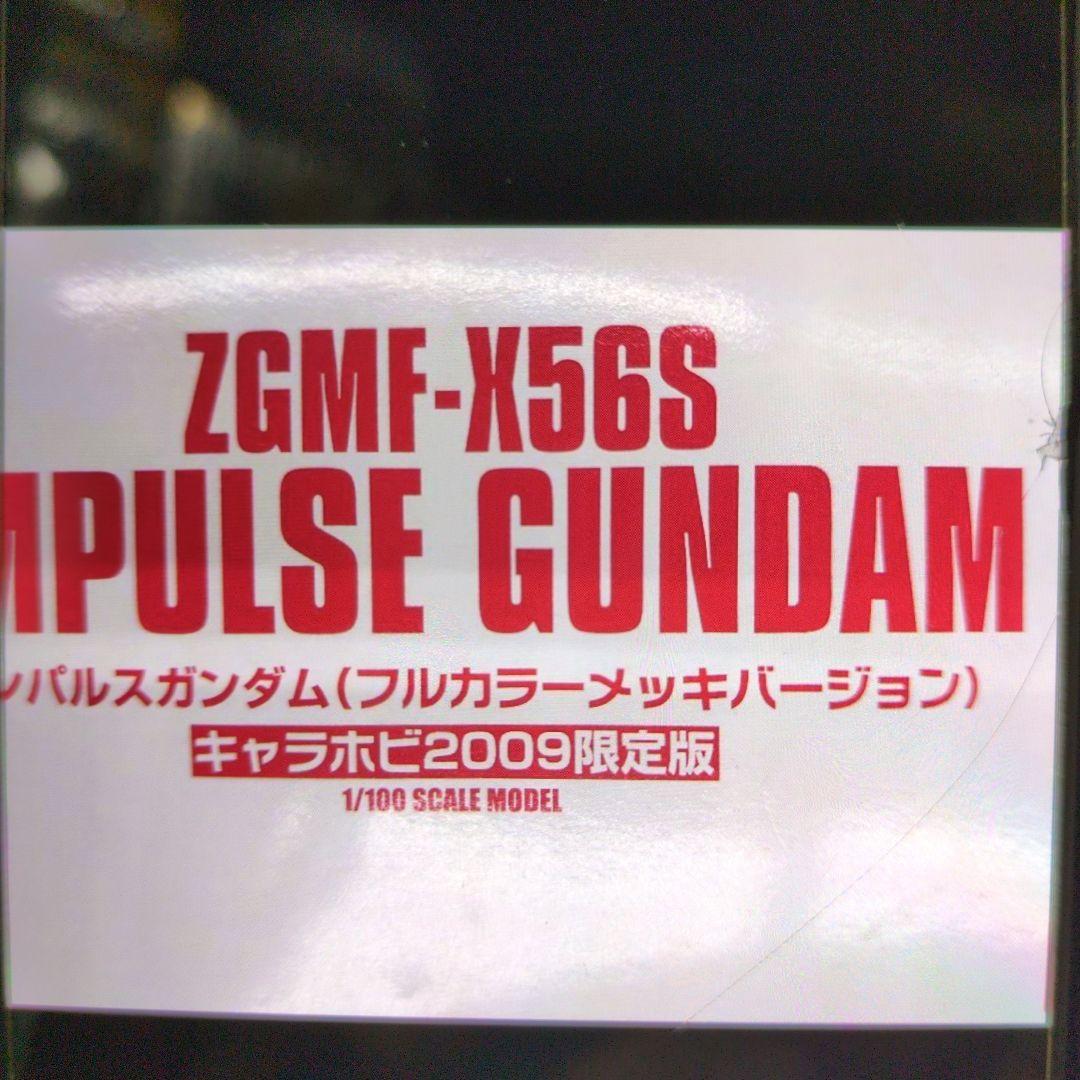 ZGMF-X56S
MPULSE GUNDAM
ンパルスガンダム(フルカラーメッキバージョン)
キャラホビ2009限定版
1/100 SCALE MODEL